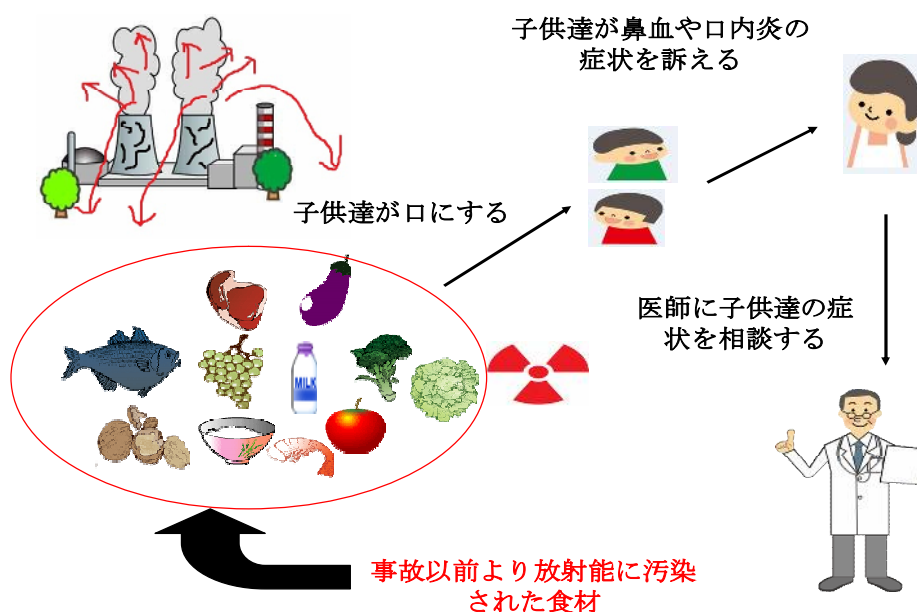 子供達が鼻血や口内炎の
症状を訴える
子供達が口にする
医師に子供達の症
状を相談する
MILK
事故以前より放射能に汚染
された食材